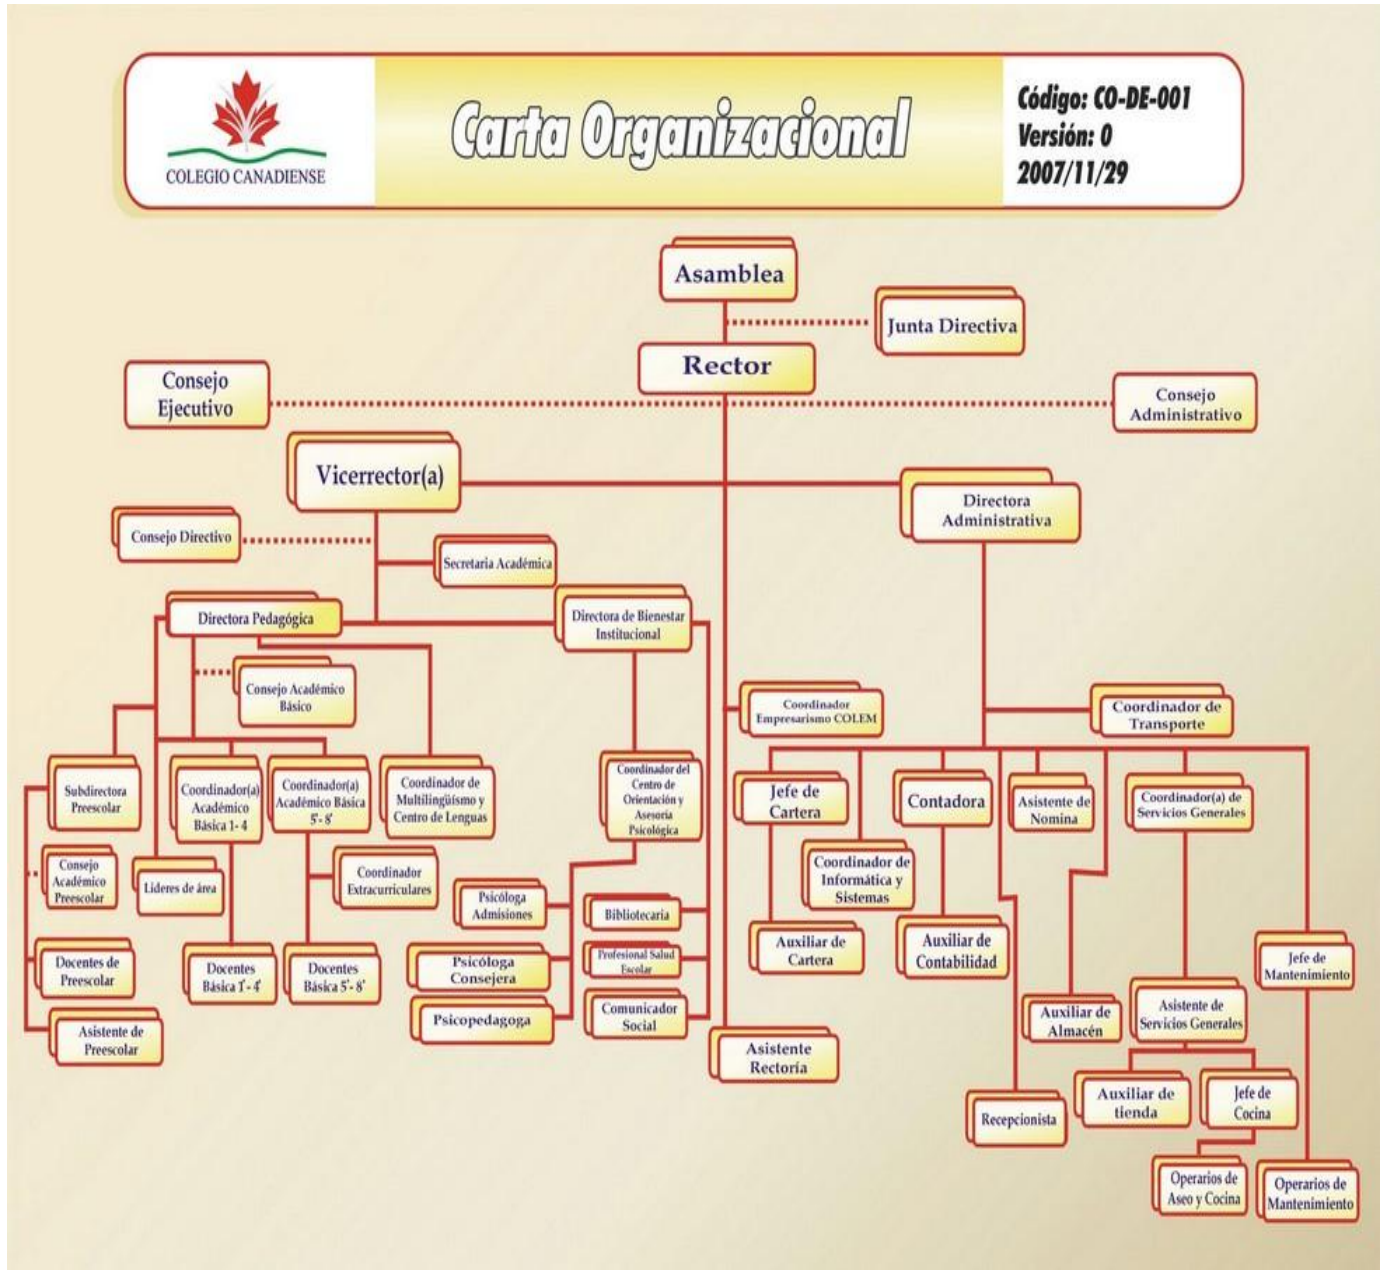 COLEGIO CANADIENSE
Carta Organizacional
Código: CO-DE-001
Versión: 0
2007/11/29
Asamblea
Junta Directiva
Rector
Consejo
Ejecutivo
Consejo
Administrativo
Vicerrector(a)
Directora
Administrativa
Consejo Directivo
Secretaria Académica
Directora Pedagógica
Directora de Bienestar
Institucional
Consejo Académico
Básico
Coordinador
Empresarismo COLEM
Coordinador de
Transporte
Subdirectora
Preescolar
Coordinador(a)
Académico
Básica 1- 4
Coordinador(a)
Académico Básica
5'- 8'
Coordinador de
Multilingüismo y
Centro de Lenguas
Coordinador del
Centro de
Orientación y
Asesoría
Psicológica
Jefe de
Cartera
Contadora
Asistente de
Nomina
Coordinador(a) de
Servicios Generales
Consejo
Académico
Preescolar
Lideres de área
Coordinador
Extracurriculares
Coordinador de
Informática y
Sistemas
Psicóloga
Admisiones
Bibliotecaria
Auxiliar de
Cartera
Auxiliar de
Contabilidad
Docentes de
Preescolar
Docentes
Básica 1'- 4'
Docentes
Básica 5'- 8'
Psicóloga
Consejera
Profesional Salud
Escolar
Jefe de
Mantenimiento
Asistente de
Preescolar
Psicopedagoga
Comunicador
Social
Asistente
Rectoría
Auxiliar de
Almacén
Asistente de
Servicios Generales
Recepcionista
Auxiliar de
tienda
Jefe de
Cocina
Operarios de
Aseo y Cocina
Operarios de
Mantenimiento